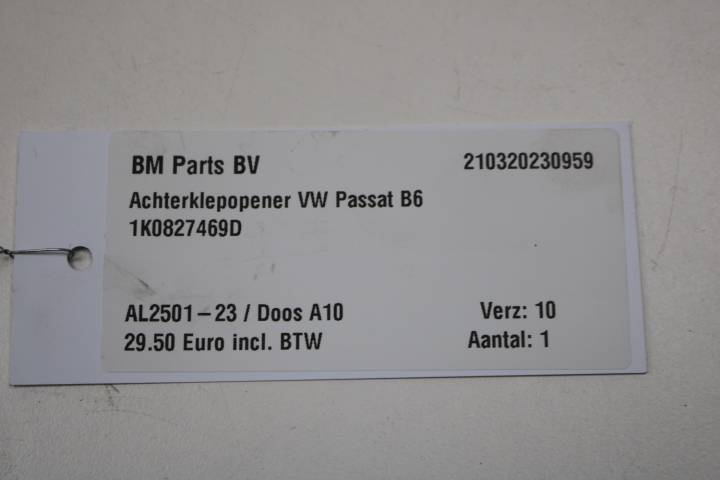 BM Parts BV 210320230959
Achterklepopener VW Passat B6
1K0827469D
AL2501-23 / Doos A10 Verz: 10
29.50 Euro incl. BTW Aantal: 1